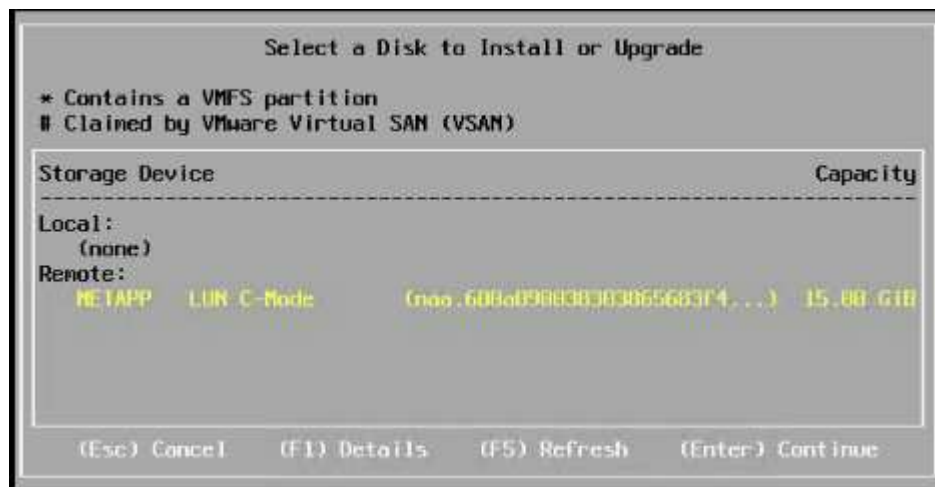 Select a Disk to Install or Upgrade
* Contains a VMFS partition
# Claimed by VMware Virtual SAN (VSAN)
Storage Device Capacity
Local:
(none)
Remote:
NETAPP LUN C-Mode 15.00 GiB
(Esc) Cancel (F1) Details (F5) Refresh (Enter) Continue